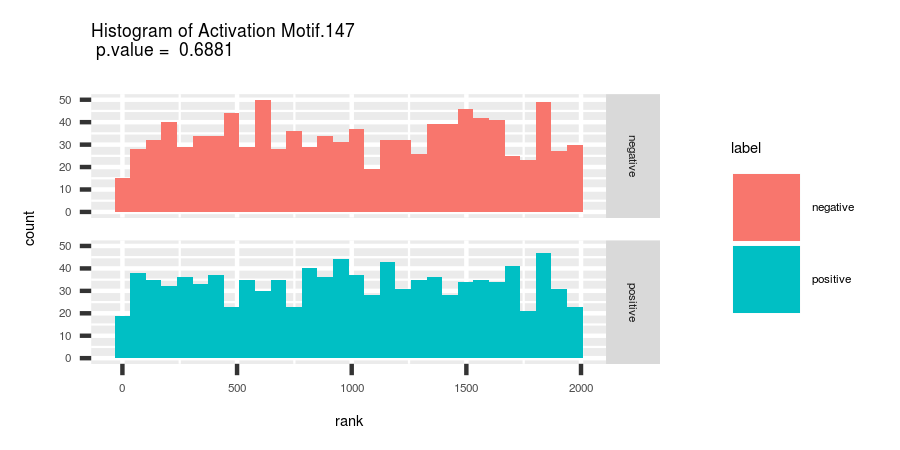 Histogram of Activation Motif.147
p.value =  0.6881
count
50
40
30
20
10
0
negative
50
40
30
20
10
0
positive
0 500 1000 1500 2000
rank
label
negative
positive